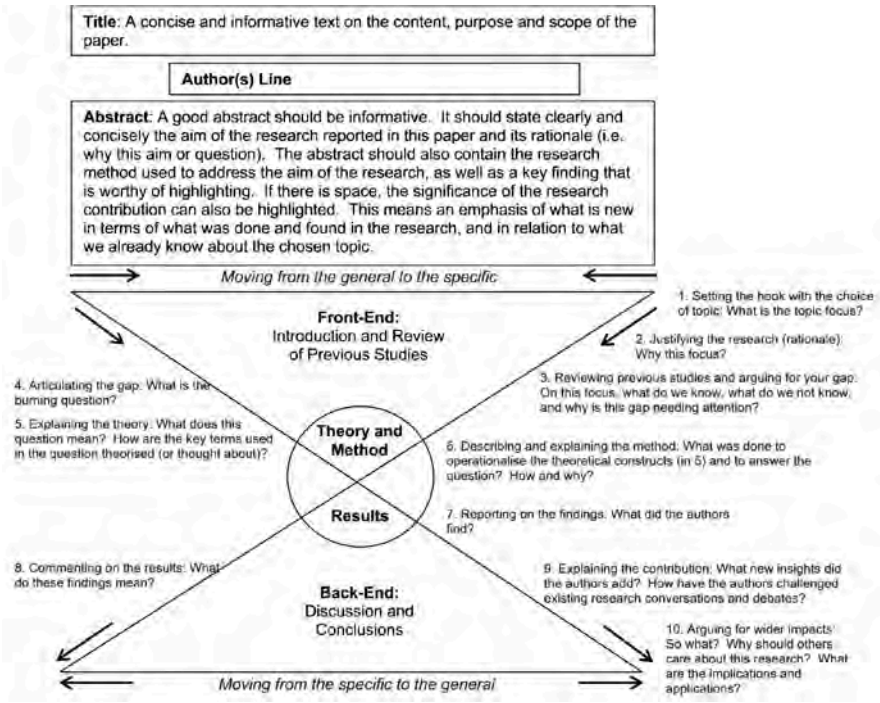 Title: A concise and informative text on the content, purpose and scope of the
paper.
Author(s) Line
Abstract: A good abstract should be informative. It should state clearly and
concisely the aim of the research reported in this paper and its rationale (i.e.
why this aim or question). The abstract should also contain the research
method used to address the aim of the research, as well as a key finding that
is worthy of highlighting. If there is space, the significance of the research
contribution can also be highlighted. This means an emphasis of what is new
in terms of what was done and found in the research, and in relation to what
we already know about the chosen topic.
Moving from the general to the specific
Front-End:
Introduction and Review
of Previous Studies
1. Setting the hook with the choice
of topic: What is the topic focus?
2. Justifying the research (rationale):
Why this focus?
3. Reviewing previous studies and arguing for your gap:
On this focus, what do we know, what do we not know,
and why is this gap needing attention?
4. Articulating the gap: What is the
burning question?
5. Explaining the theory: What does this
question mean? How are the key terms used
in the question theorised (or thought about)?
Theory and
Method
6. Describing and explaining the method: What was done to
operationalise the theoretical constructs (in 5) and to answer the
question? How and why?
Results
7. Reporting on the findings: What did the authors
find?
8. Commenting on the results: What
do these findings mean?
9. Explaining the contribution: What new insights did
the authors add? How have the authors challenged
existing research conversations and debates?
Back-End:
Discussion and
Conclusions
10. Arguing for wider impacts:
So what? Why should others
care about this research? What
are the implications and
applications?
Moving from the specific to the general